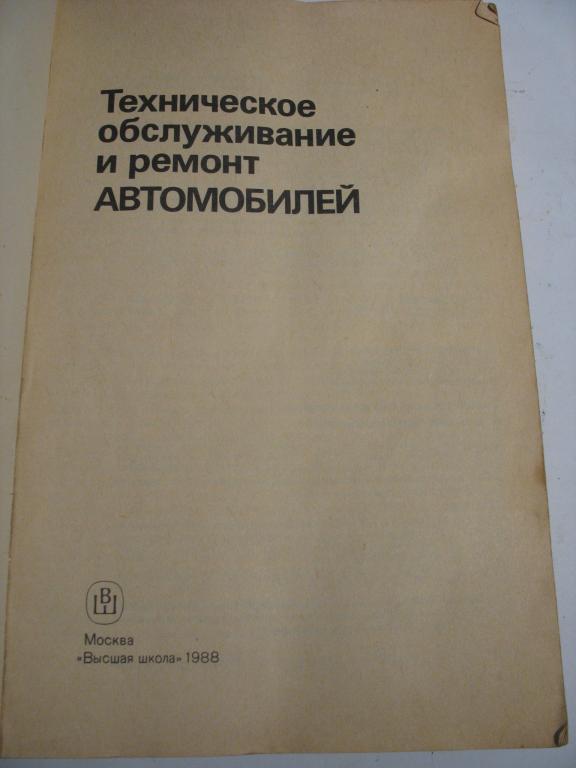 Техническое
обслуживание
и ремонт
АВТОМОБИЛЕЙ
ВШ
Москва
«Высшая школа» 1988